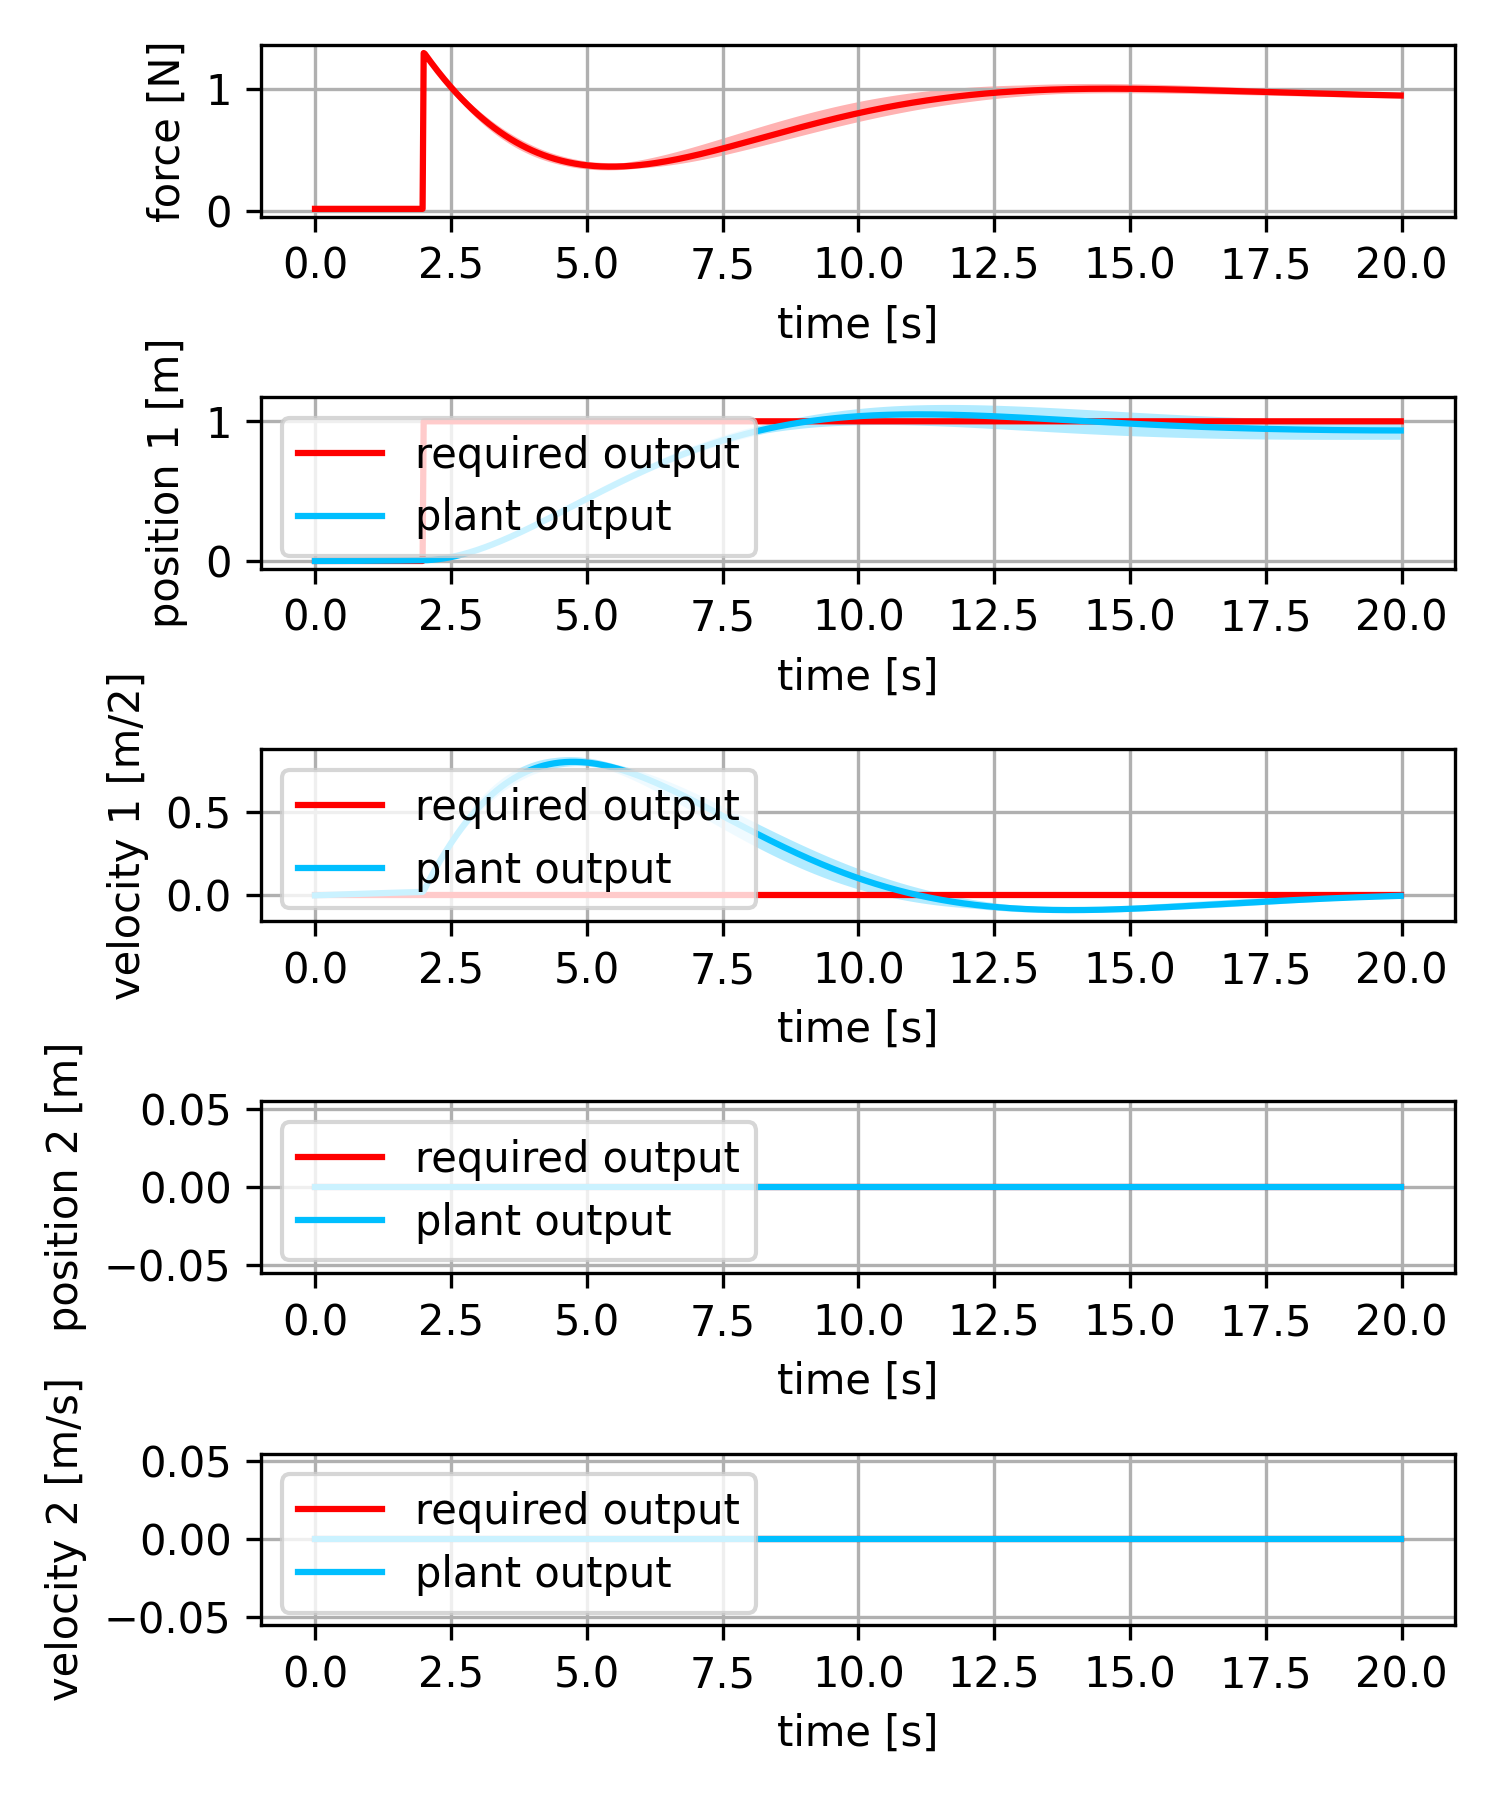 force [N]
1
0
0.0 2.5 5.0 7.5 10.0 12.5 15.0 17.5 20.0
time [s]
position 1 [m]
1
0
required output
plant output
0.0 2.5 5.0 7.5 10.0 12.5 15.0 17.5 20.0
time [s]
velocity 1 [m/2]
0.5
0.0
required output
plant output
0.0 2.5 5.0 7.5 10.0 12.5 15.0 17.5 20.0
time [s]
position 2 [m]
0.05
0.00
−0.05
required output
plant output
0.0 2.5 5.0 7.5 10.0 12.5 15.0 17.5 20.0
time [s]
velocity 2 [m/s]
0.05
0.00
−0.05
required output
plant output
0.0 2.5 5.0 7.5 10.0 12.5 15.0 17.5 20.0
time [s]